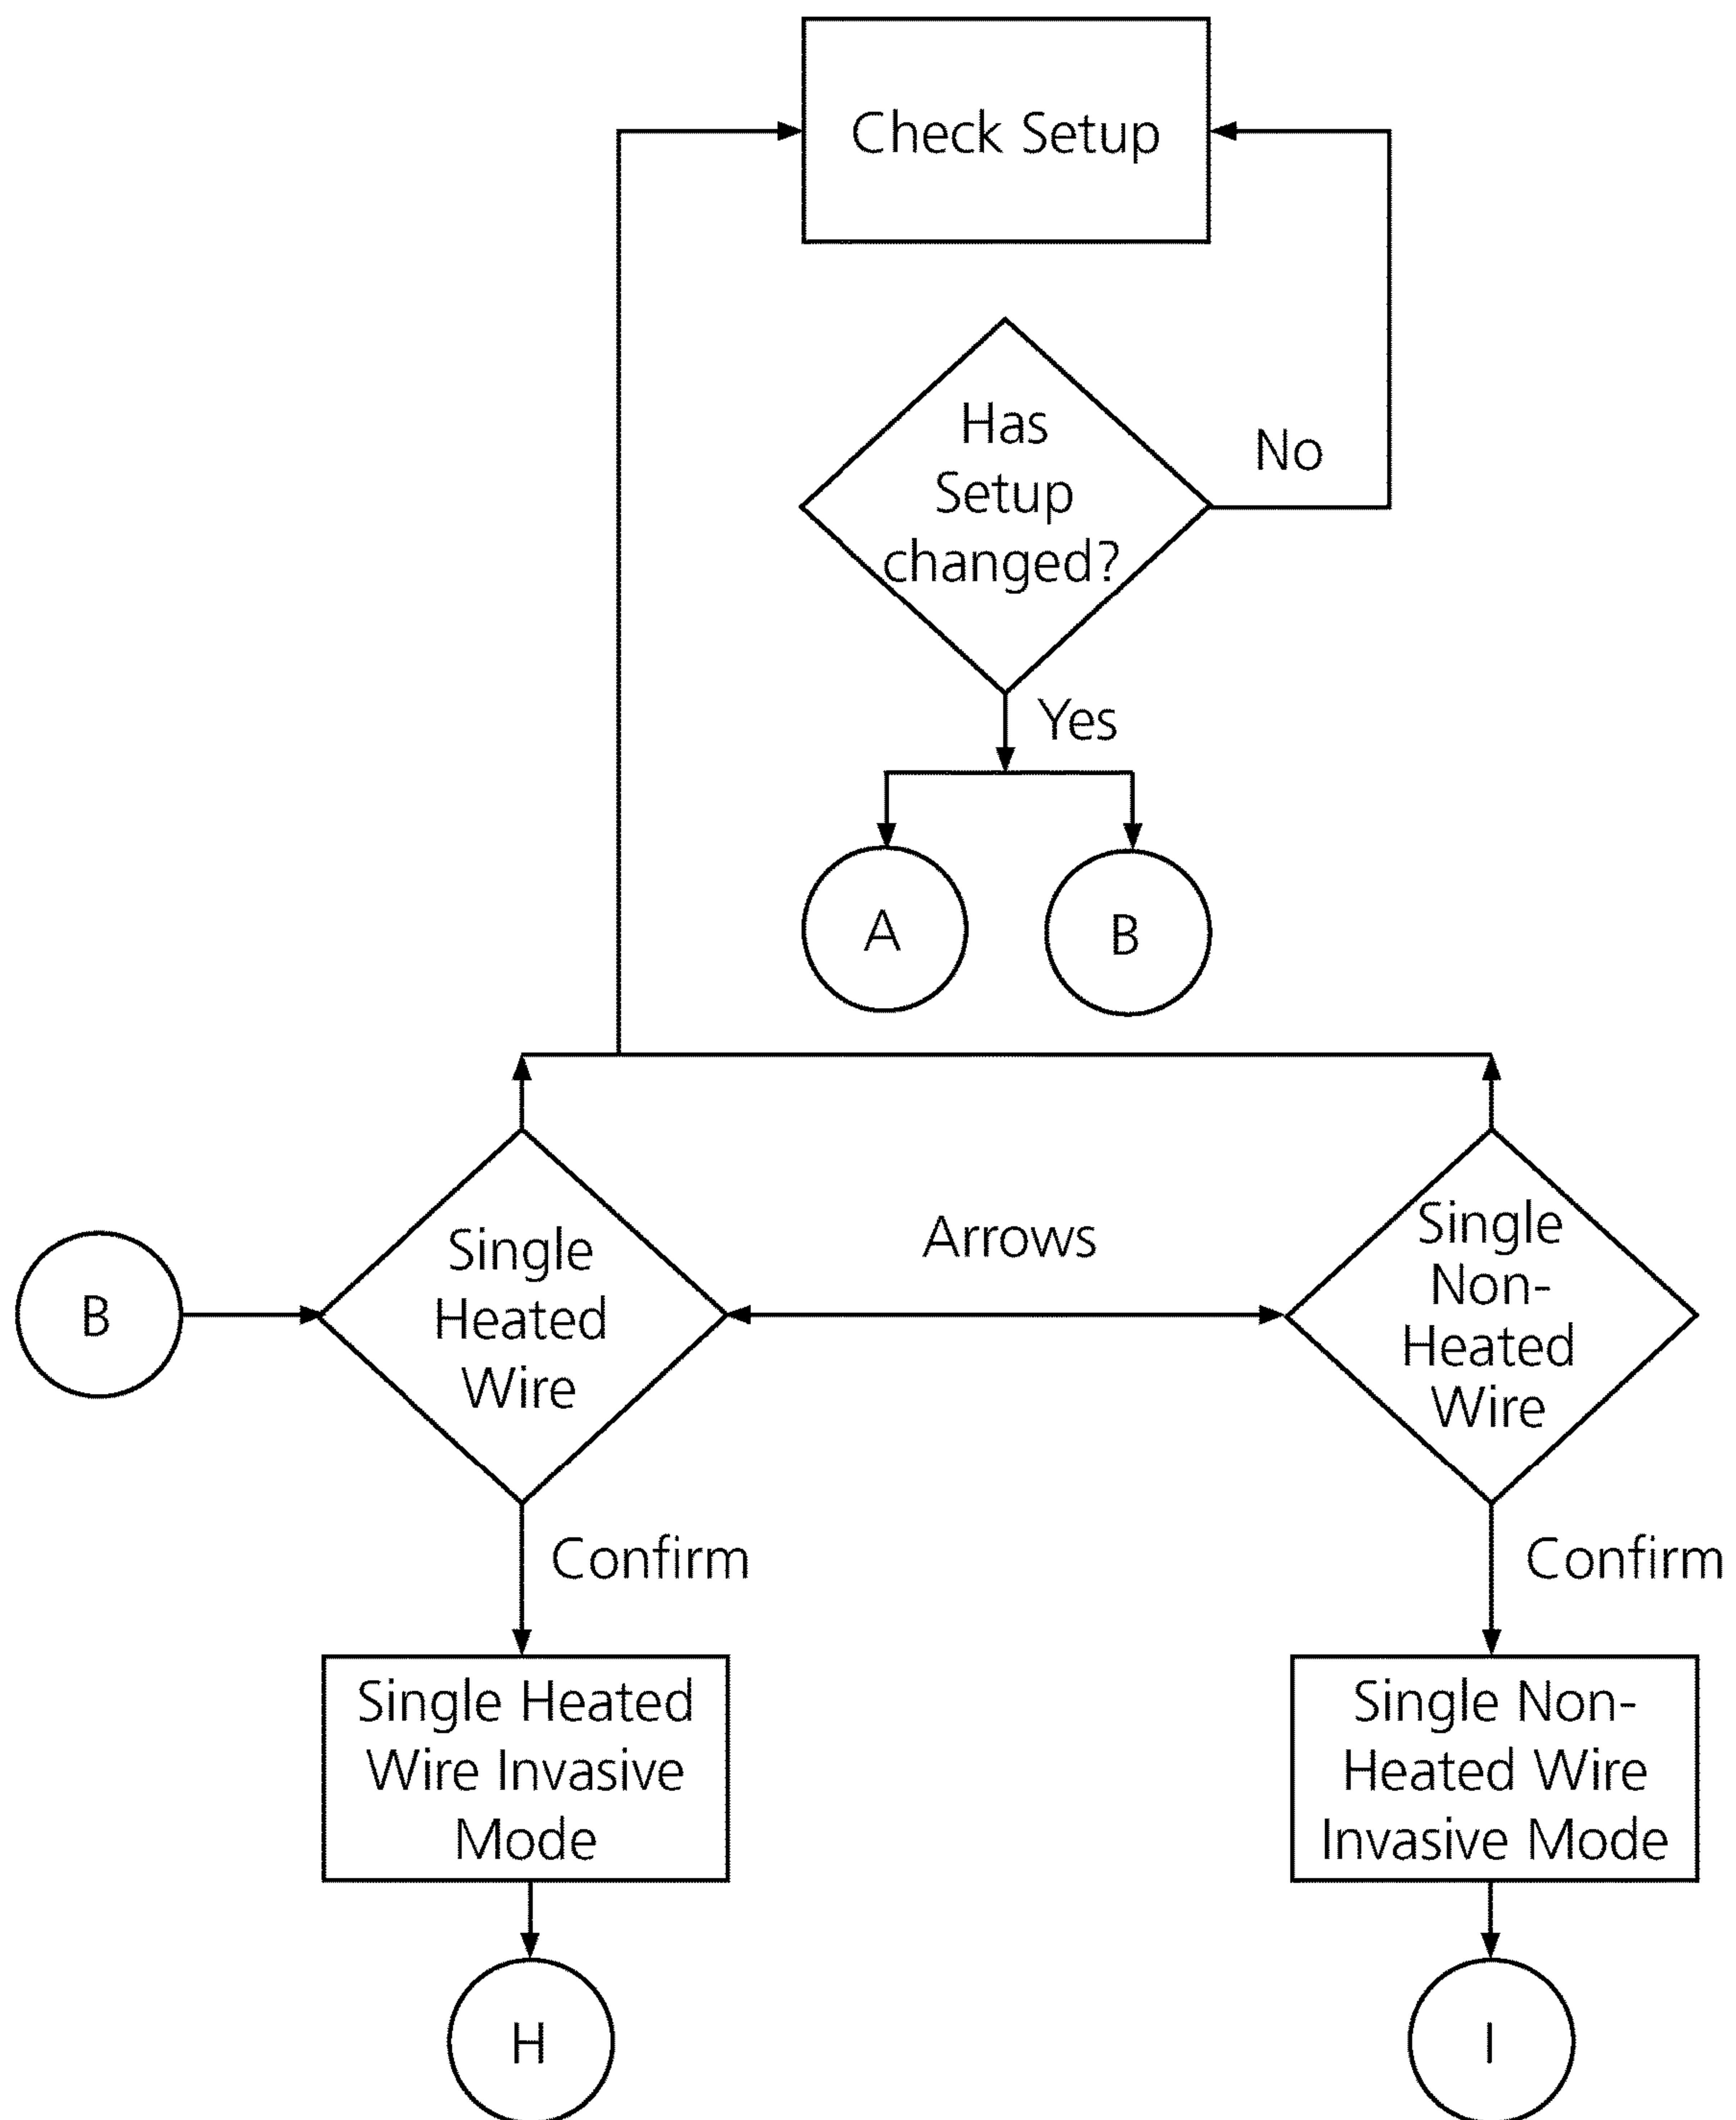 Check Setup
Has
Setup
changed?
No
Yes
A
B
B
Single
Heated
Wire
Arrows
Single
Non-
Heated
Wire
Confirm
Confirm
Single Heated
Wire Invasive
Mode
Single Non-
Heated Wire
Invasive Mode
H
I